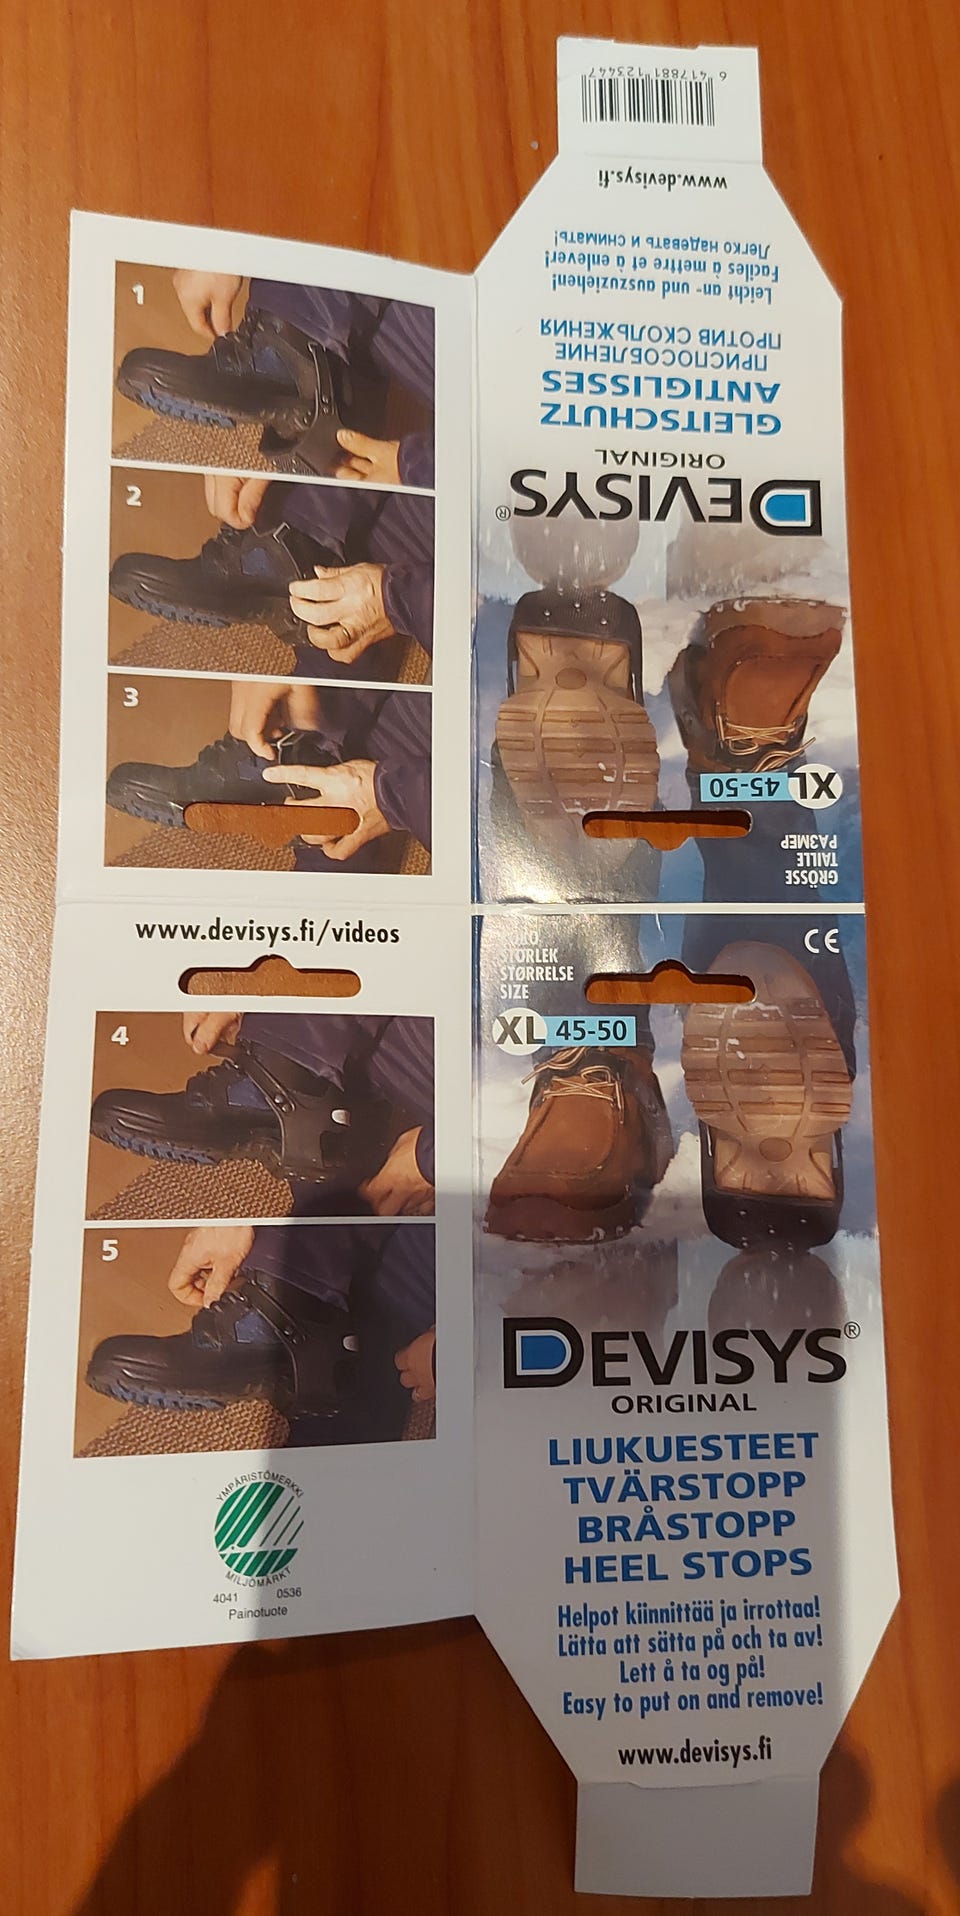 6 417881 123447
www.devisys.fi
Легко надевать и снимать!
Faciles à mettre et à enlever!
Leicht an- und auszuziehen!
ПРОТИВ СКОЛЬЖЕНИЯ
ПРИСПОСОБЛЕНИЕ
ANTIGLISSES
GLEITSCHUTZ
ORIGINAL
DEVISYS®
XL 45-50
РАЗМЕР
TAILLE
GRÖSSE
1
2
3
www.devisys.fi/videos
4
5
YMPÄRISTÖMERKKI
MILJÖMÄRKT
4041 0536
Painotuote
CE
STORLEK
STØRRELSE
SIZE
XL 45-50
DEVISYS®
ORIGINAL
LIUKUESTEET
TVÄRSTOPP
BRÅSTOPP
HEEL STOPS
Helpot kiinnittää ja irrottaa!
Lätta att sätta på och ta av!
Lett å ta og på!
Easy to put on and remove!
www.devisys.fi